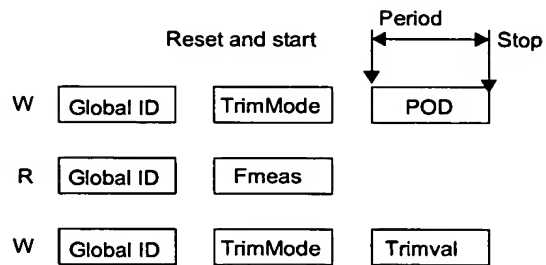 Period
Reset and start
Stop
W Global ID TrimMode POD
R Global ID Fmeas
W Global ID TrimMode Trimval